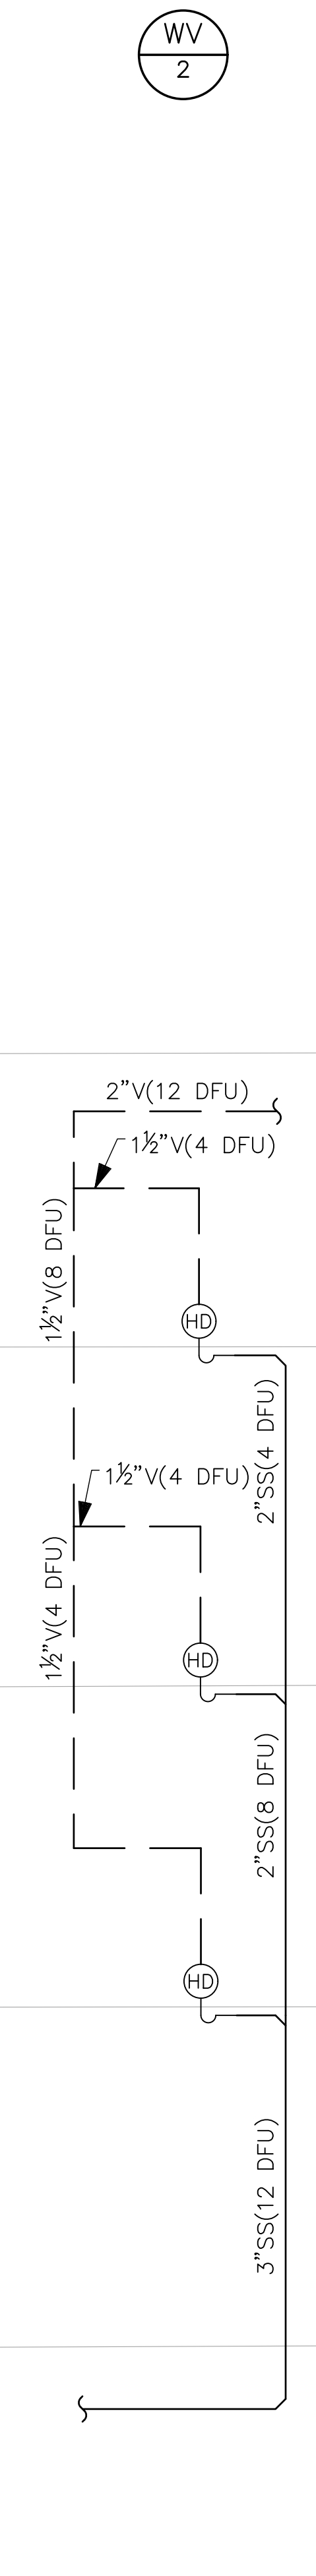 WV
2
2"V(12 DFU)
1½"V(4 DFU)
1½"V(8 DFU)
HD
2"SS(4 DFU)
1½"V(4 DFU)
1½"V(4 DFU)
HD
2"SS(8 DFU)
HD
3"SS(12 DFU)